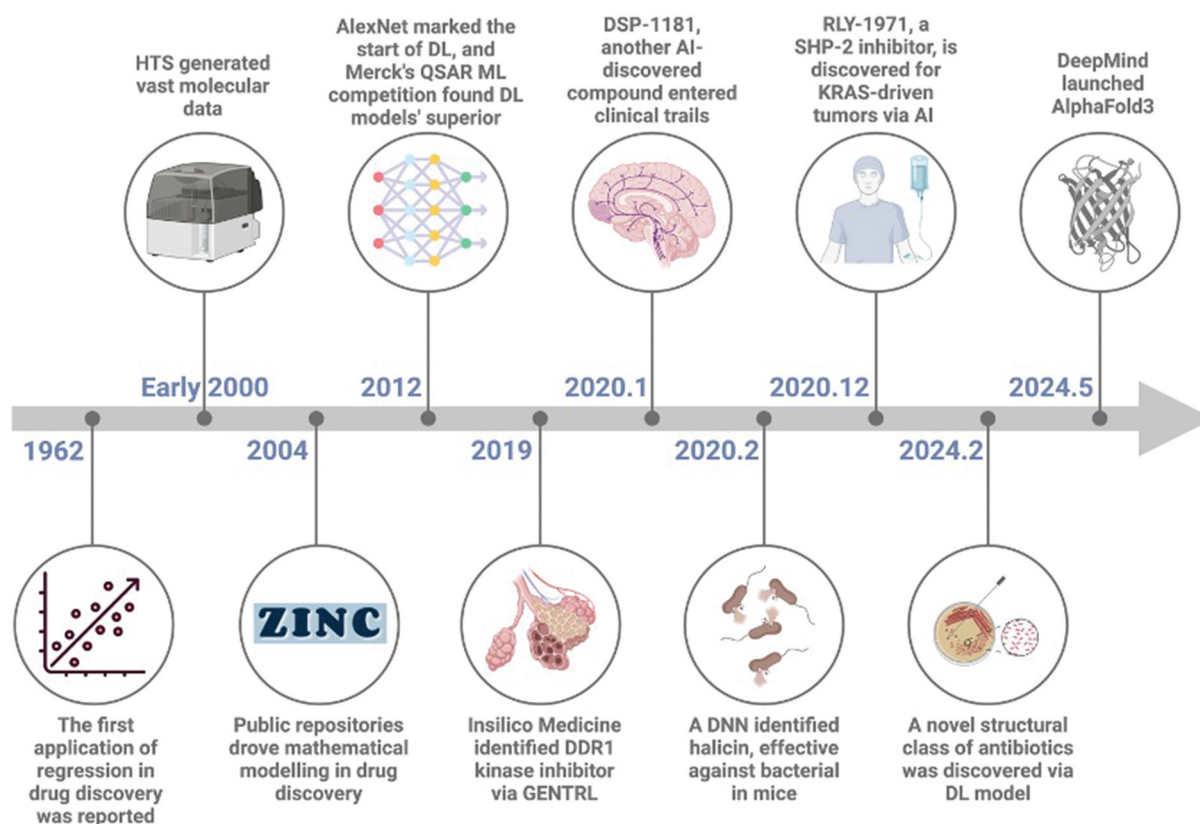 HTS generated
vast molecular
data
AlexNet marked the
start of DL, and
Merck's QSAR ML
competition found DL
models' superior
DSP-1181,
another AI-
discovered
compound entered
clinical trails
RLY-1971, a
SHP-2 inhibitor, is
discovered for
KRAS-driven
tumors via AI
DeepMind
launched
AlphaFold3
Early 2000
2012
2020.1
2020.12
2024.5
1962
2004
2019
2020.2
2024.2
ZINC
The first
application of
regression in
drug discovery
was reported
Public repositories
drove mathematical
modelling in drug
discovery
Insilico Medicine
identified DDR1
kinase inhibitor
via GENTRL
A DNN identified
halicin, effective
against bacterial
in mice
A novel structural
class of antibiotics
was discovered via
DL model